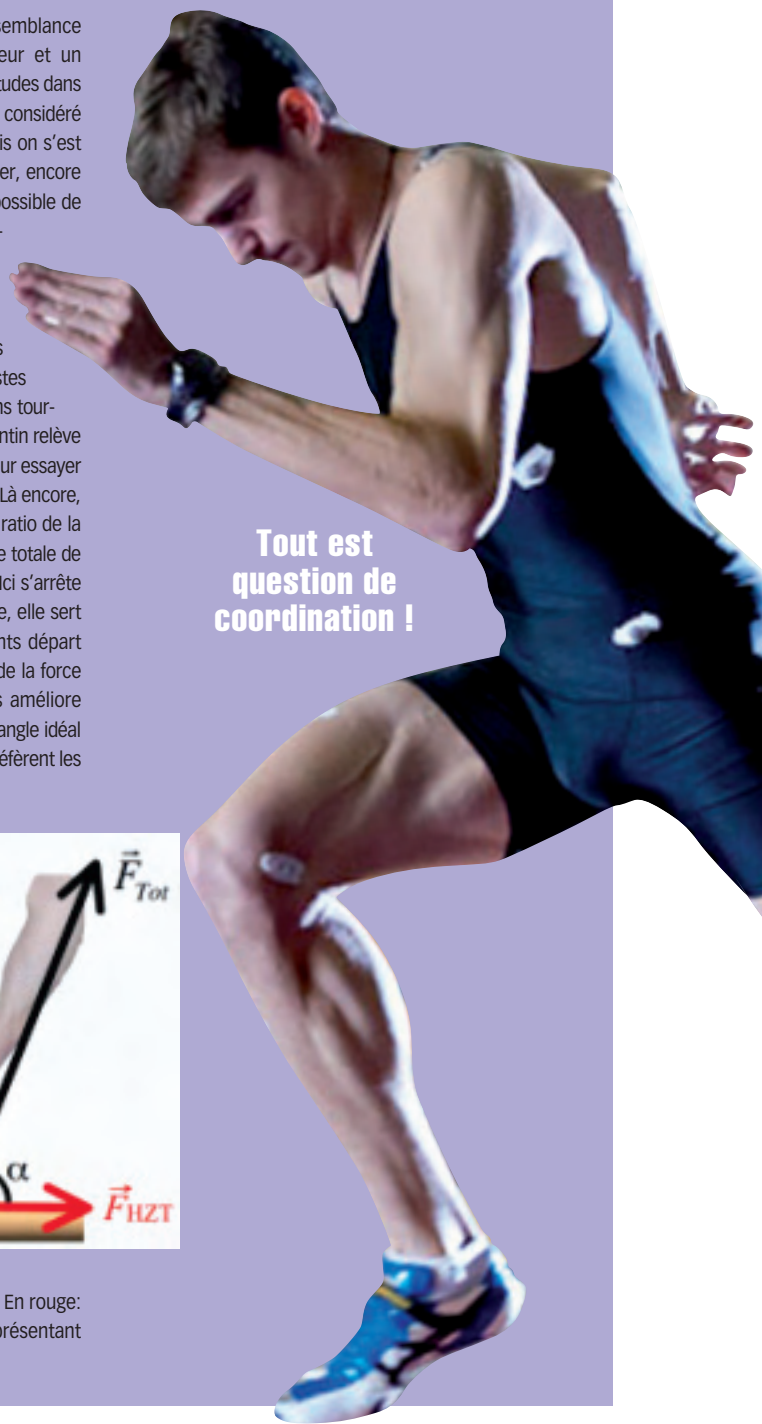 semblance
eur et un
tudes dans
considéré
is on s’est
er, encore
possible de
-
s
stes
ns tour-
ntin relève
ur essayer
Là encore,
ratio de la
e totale de
Ici s’arrête
e, elle sert
nts départ
de la force
s améliore
angle idéal
éfèrent les
Tout est
question de
coordination !
F⃗Tot
α
F⃗HZT
En rouge:
présentant